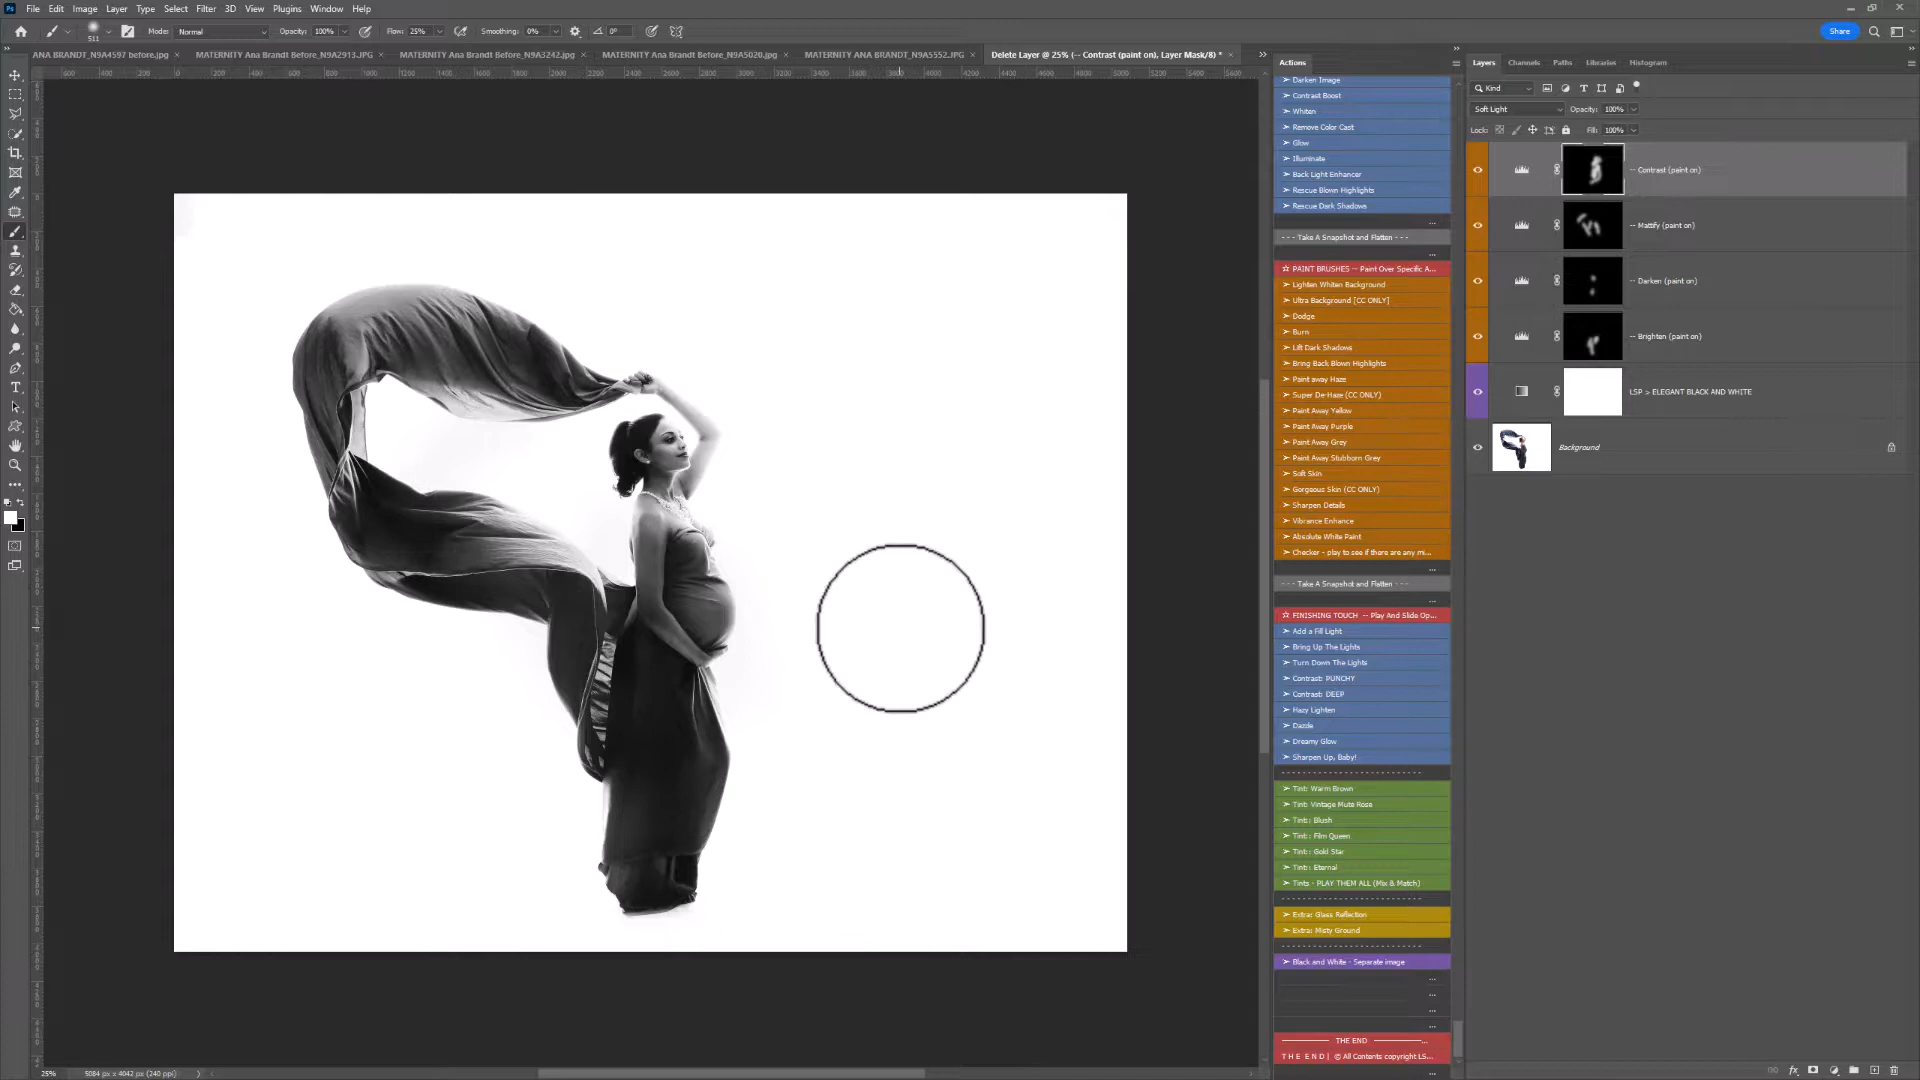 Ps File Edit Image Layer Type Select Filter 3D View Plugins Window Help
511 Mode: Normal Opacity: 100% Flow: 25% Smoothing: 0% 0° Share
ANA BRANDT_N9A4597 before.jpg × MATERNITY Ana Brandt Before_N9A2913.JPG × MATERNITY Ana Brandt Before_N9A3242.jpg × MATERNITY Ana Brandt Before_N9A5020.jpg × MATERNITY ANA BRANDT_N9A5552.JPG × Delete Layer @ 25% (-- Contrast (paint on), Layer Mask/8) * ×
Actions
Darken Image
Contrast Boost
Whiten
Remove Color Cast
Glow
Illuminate
Back Light Enhancer
Rescue Blown Highlights
Rescue Dark Shadows
...
- - - Take A Snapshot and Flatten - - -
...
☆ PAINT BRUSHES -- Paint Over Specific A...
Lighten Whiten Background
Ultra Background [CC ONLY]
Dodge
Burn
Lift Dark Shadows
Bring Back Blown Highlights
Paint away Haze
Super De-Haze (CC ONLY)
Paint Away Yellow
Paint Away Purple
Paint Away Grey
Paint Away Stubborn Grey
Soft Skin
Gorgeous Skin (CC ONLY)
Sharpen Details
Vibrance Enhance
Absolute White Paint
Checker - play to see if there are any mi...
...
- - - Take A Snapshot and Flatten - - -
...
☆ FINISHING TOUCH -- Play And Slide Op...
Add a Fill Light
Bring Up The Lights
Turn Down The Lights
Contrast: PUNCHY
Contrast: DEEP
Hazy Lighten
Dazzle
Dreamy Glow
Sharpen Up, Baby!
Tint: Warm Brown
Tint: Vintage Mute Rose
Tint: : Blush
Tint: : Film Queen
Tint: : Gold Star
Tint: : Eternal
Tints - PLAY THEM ALL (Mix & Match)
Extra: Glass Reflection
Extra: Misty Ground
Black and White - Separate image
...
...
...
...
THE END ...
T H E E N D | © All Contents copyright LS...
...
Layers Channels Paths Libraries Histogram
Kind
Soft Light Opacity: 100%
Lock: Fill: 100%
-- Contrast (paint on)
-- Mattify (paint on)
-- Darken (paint on)
-- Brighten (paint on)
LSP > ELEGANT BLACK AND WHITE
Background
25% 5084 px x 4042 px (240 ppi)